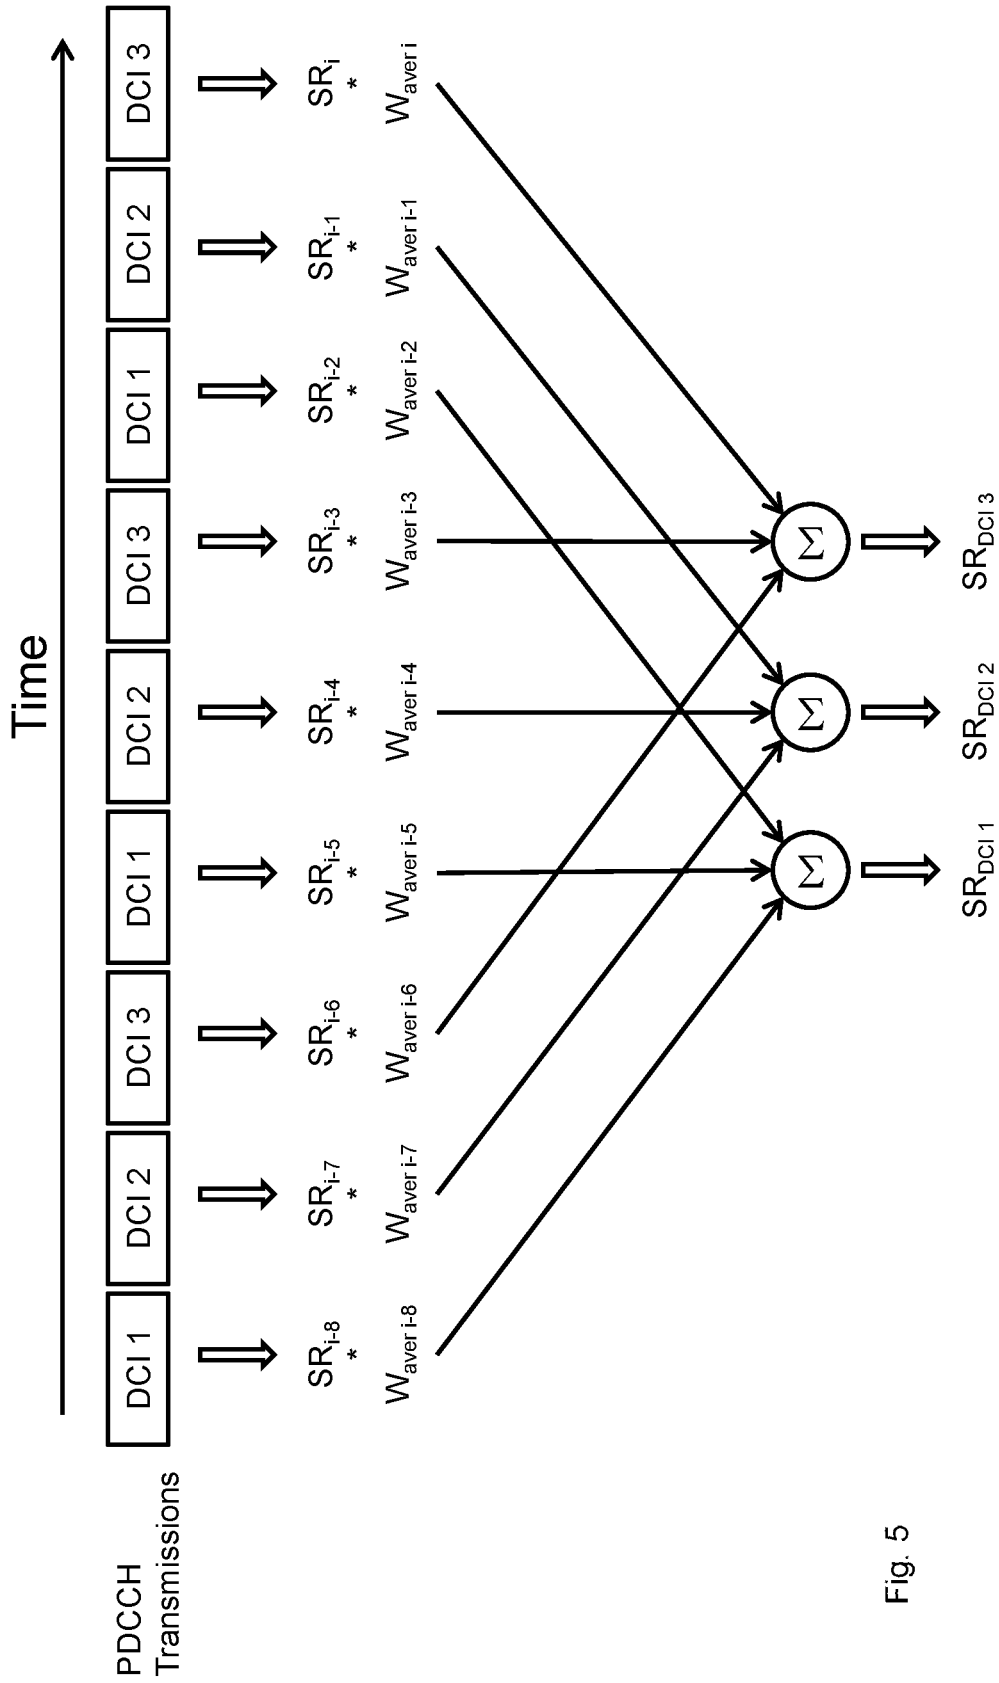 Time
PDCCH
Transmissions
DCI 1 DCI 2 DCI 3 DCI 1 DCI 2 DCI 3 DCI 1 DCI 2 DCI 3
SRi-8 SRi-7 SRi-6 SRi-5 SRi-4 SRi-3 SRi-2 SRi-1 SRi
* * * * * * * * *
Waver i-8 Waver i-7 Waver i-6 Waver i-5 Waver i-4 Waver i-3 Waver i-2 Waver i-1 Waver i
Σ Σ Σ
SRDCI 1 SRDCI 2 SRDCI 3
Fig. 5